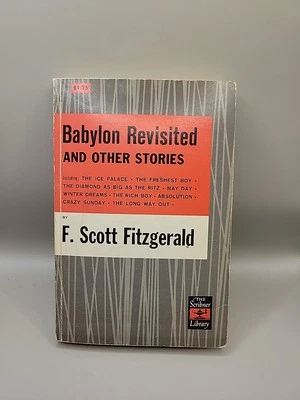 $1.25
Babylon Revisited
AND OTHER STORIES
Including: THE ICE PALACE • THE FRESHEST BOY •
THE DIAMOND AS BIG AS THE RITZ • MAY DAY •
WINTER DREAMS • THE RICH BOY • ABSOLUTION •
CRAZY SUNDAY • THE LONG WAY OUT •
BY
F. Scott Fitzgerald
THE
Scribner
Library